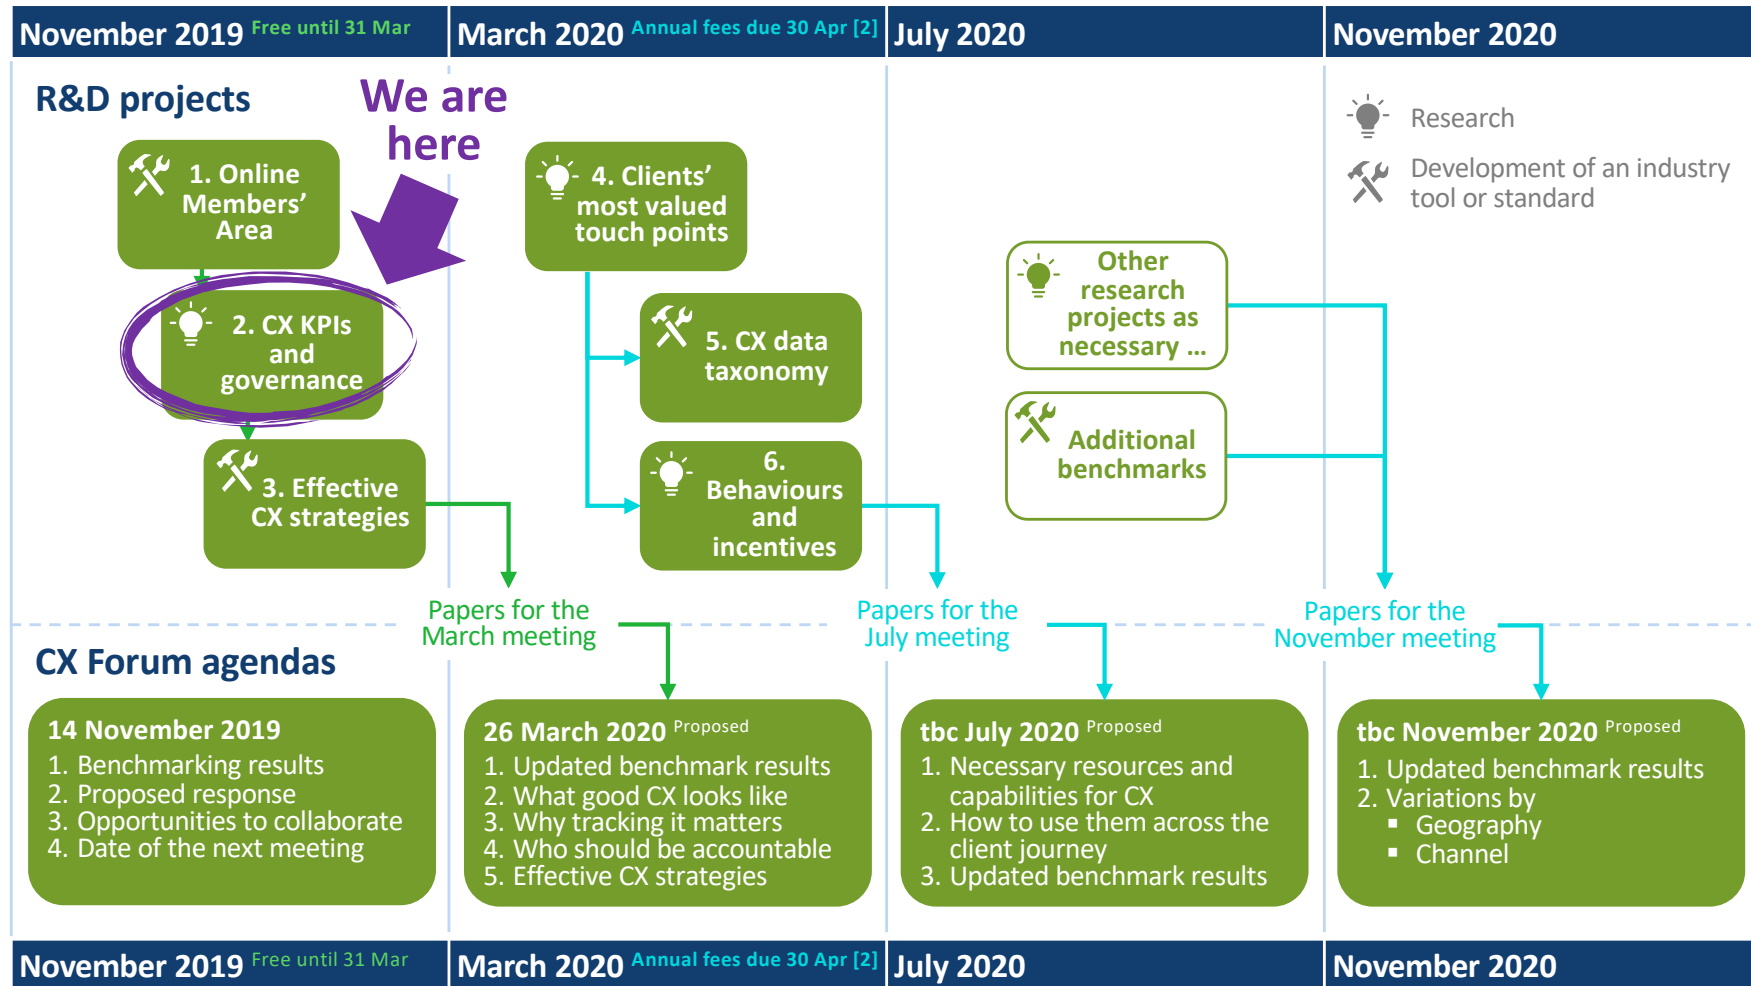 November 2019 Free until 31 Mar
March 2020 Annual fees due 30 Apr [2]
July 2020
November 2020
R&D projects
We are
here
1. Online
Members’
Area
2. CX KPIs
and
governance
3. Effective
CX strategies
4. Clients’
most valued
touch points
5. CX data
taxonomy
6.
Behaviours
and
incentives
Other
research
projects as
necessary …
Additional
benchmarks
Research
Development of an industry
tool or standard
Papers for the
March meeting
Papers for the
July meeting
Papers for the
November meeting
CX Forum agendas
14 November 2019
1. Benchmarking results
2. Proposed response
3. Opportunities to collaborate
4. Date of the next meeting
26 March 2020 Proposed
1. Updated benchmark results
2. What good CX looks like
3. Why tracking it matters
4. Who should be accountable
5. Effective CX strategies
tbc July 2020 Proposed
1. Necessary resources and
capabilities for CX
2. How to use them across the
client journey
3. Updated benchmark results
tbc November 2020 Proposed
1. Updated benchmark results
2. Variations by
▪ Geography
▪ Channel
November 2019 Free until 31 Mar
March 2020 Annual fees due 30 Apr [2]
July 2020
November 2020